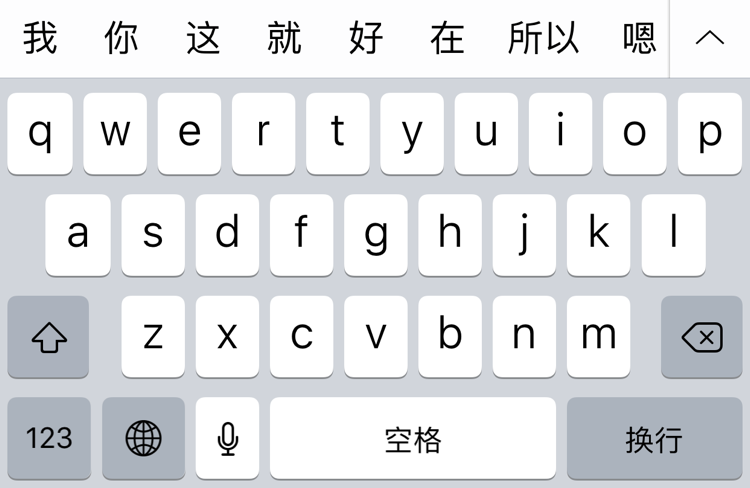 我 你 这 就 好 在 所以 嗯
q w e r t y u i o p
a s d f g h j k l
z x c v b n m
123 空格 换行